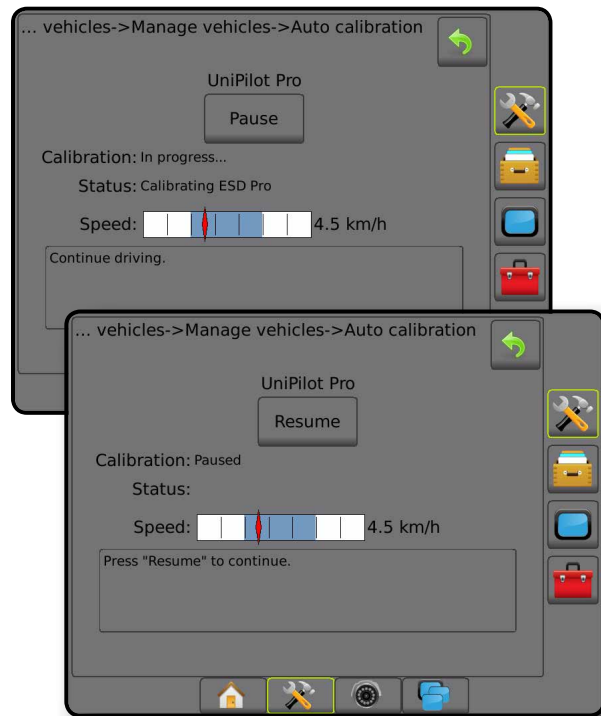 ... vehicles->Manage vehicles->Auto calibration
UniPilot Pro
Pause
Calibration: In progress...
Status: Calibrating ESD Pro
Speed: 4.5 km/h
Continue driving.
... vehicles->Manage vehicles->Auto calibration
UniPilot Pro
Resume
Calibration: Paused
Status:
Speed: 4.5 km/h
Press "Resume" to continue.